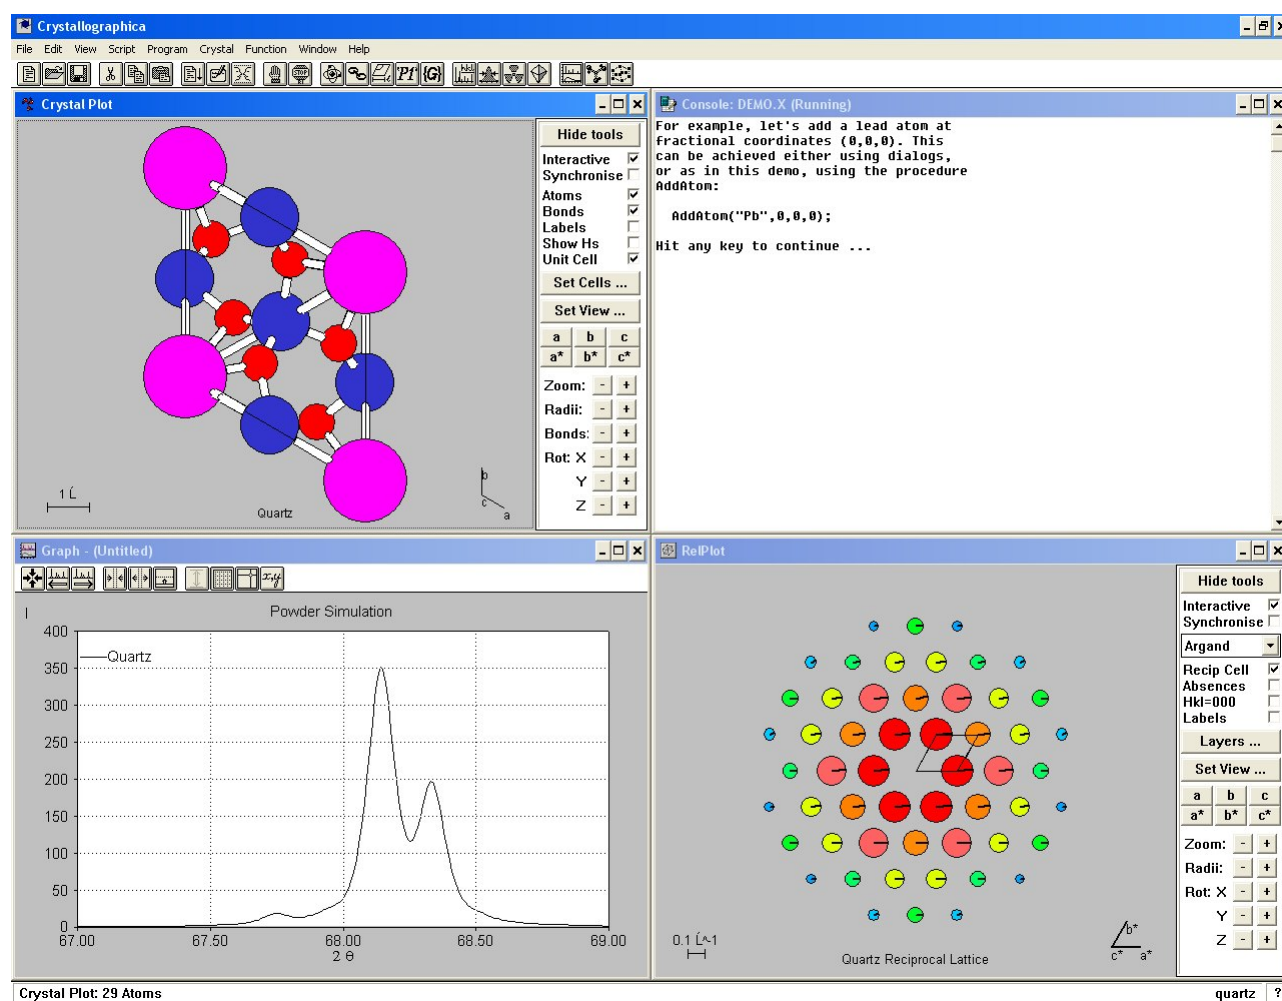 Crystallographica
File Edit View Script Program Crystal Function Window Help
STOP P1 {G}
Crystal Plot
Hide tools
Interactive
Synchronise
Atoms
Bonds
Labels
Show Hs
Unit Cell
Set Cells ...
Set View ...
a b c
a* b* c*
Zoom: - +
Radii: - +
Bonds: - +
Rot: X - +
Y - +
Z - +
1 Ĺ
Quartz
b
c
a
Console: DEMO.X (Running)
For example, let's add a lead atom at
fractional coordinates (0,0,0). This
can be achieved either using dialogs,
or as in this demo, using the procedure
AddAtom:
AddAtom("Pb",0,0,0);
Hit any key to continue ...
Graph - (Untitled)
x,y
Powder Simulation
400
350
300
250
200
150
100
50
0
Quartz
67.00 67.50 68.00 68.50 69.00
2 θ
RelPlot
Hide tools
Interactive
Synchronise
Argand
Recip Cell
Absences
Hkl=000
Labels
Layers ...
Set View ...
a b c
a* b* c*
Zoom: - +
Radii: - +
Rot: X - +
Y - +
Z - +
0.1 Ĺ^-1
Quartz Reciprocal Lattice
b*
c* a*
Crystal Plot: 29 Atoms
quartz ?